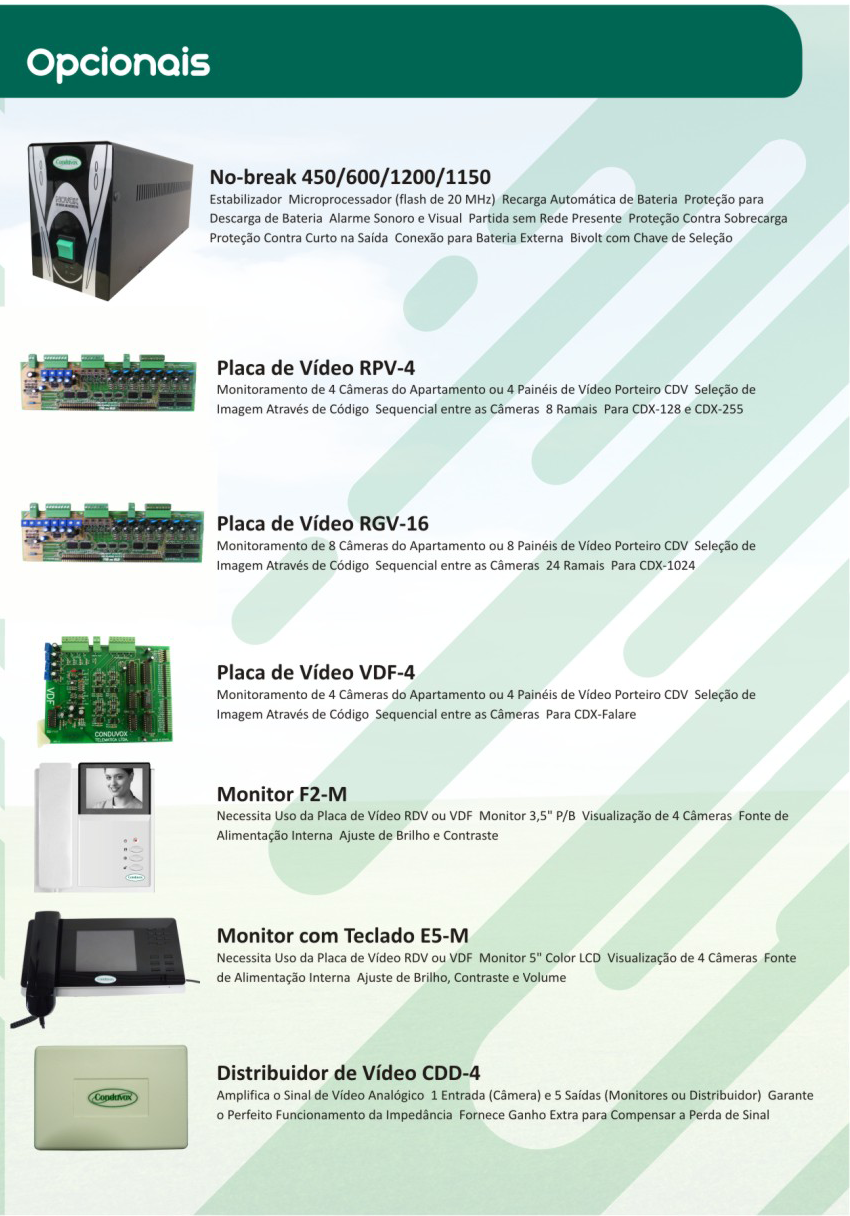 Opcionais
Conduvox
NOVOX
No-break 450/600/1200/1150
Estabilizador Microprocessador (flash de 20 MHz) Recarga Automática de Bateria Proteção para
Descarga de Bateria Alarme Sonoro e Visual Partida sem Rede Presente Proteção Contra Sobrecarga
Proteção Contra Curto na Saída Conexão para Bateria Externa Bivolt com Chave de Seleção
Placa de Vídeo RPV-4
Monitoramento de 4 Câmeras do Apartamento ou 4 Painéis de Vídeo Porteiro CDV Seleção de
Imagem Através de Código Sequencial entre as Câmeras 8 Ramais Para CDX-128 e CDX-255
Placa de Vídeo RGV-16
Monitoramento de 8 Câmeras do Apartamento ou 8 Painéis de Vídeo Porteiro CDV Seleção de
Imagem Através de Código Sequencial entre as Câmeras 24 Ramais Para CDX-1024
VDF
CONDUVOX
TELEMATICA LTDA.
Placa de Vídeo VDF-4
Monitoramento de 4 Câmeras do Apartamento ou 4 Painéis de Vídeo Porteiro CDV Seleção de
Imagem Através de Código Sequencial entre as Câmeras Para CDX-Falare
Conduvox
Monitor F2-M
Necessita Uso da Placa de Vídeo RDV ou VDF Monitor 3,5" P/B Visualização de 4 Câmeras Fonte de
Alimentação Interna Ajuste de Brilho e Contraste
Conduvox
Monitor com Teclado E5-M
Necessita Uso da Placa de Vídeo RDV ou VDF Monitor 5" Color LCD Visualização de 4 Câmeras Fonte
de Alimentação Interna Ajuste de Brilho, Contraste e Volume
Conduvox
Distribuidor de Vídeo CDD-4
Amplifica o Sinal de Vídeo Analógico 1 Entrada (Câmera) e 5 Saídas (Monitores ou Distribuidor) Garante
o Perfeito Funcionamento da Impedância Fornece Ganho Extra para Compensar a Perda de Sinal